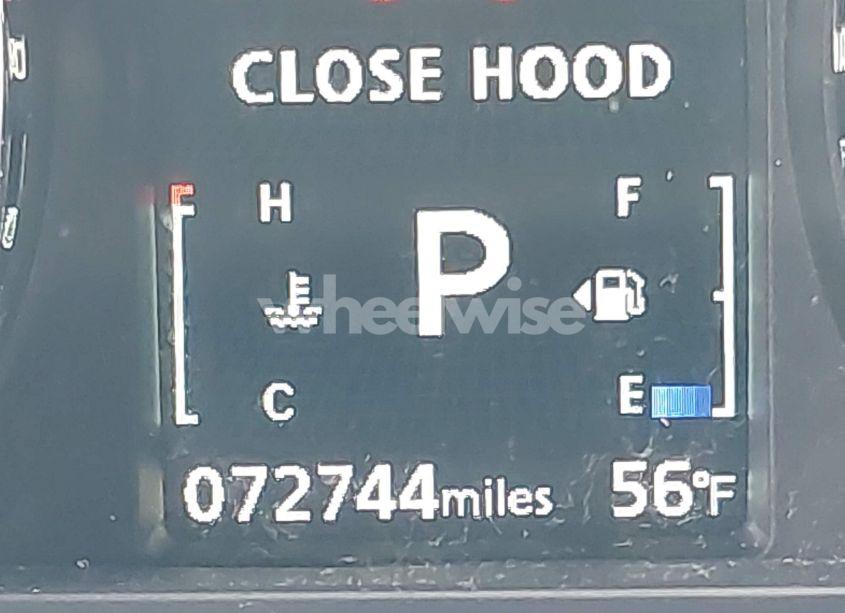 CLOSE HOOD
H F
P
wheelwise
C E
072744miles 56°F